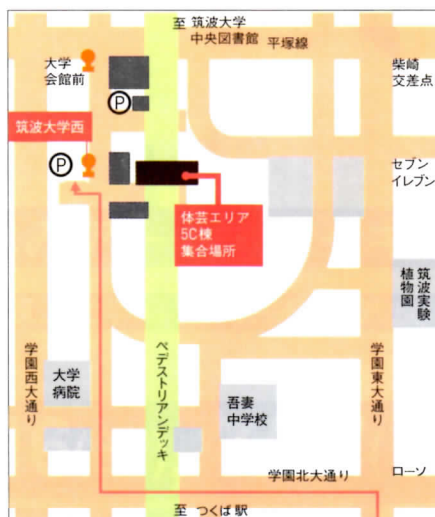 至 筑波大学
中央図書館
平塚線
大学
会館前
柴崎
交差点
P
筑波大学西
P
セブン
イレブン
体芸エリア
5C棟
集合場所
筑波実験
植物園
学園西大通り
ペデストリアンデッキ
学園東大通り
大学
病院
吾妻
中学校
学園北大通り
ローソ
至 つくば駅